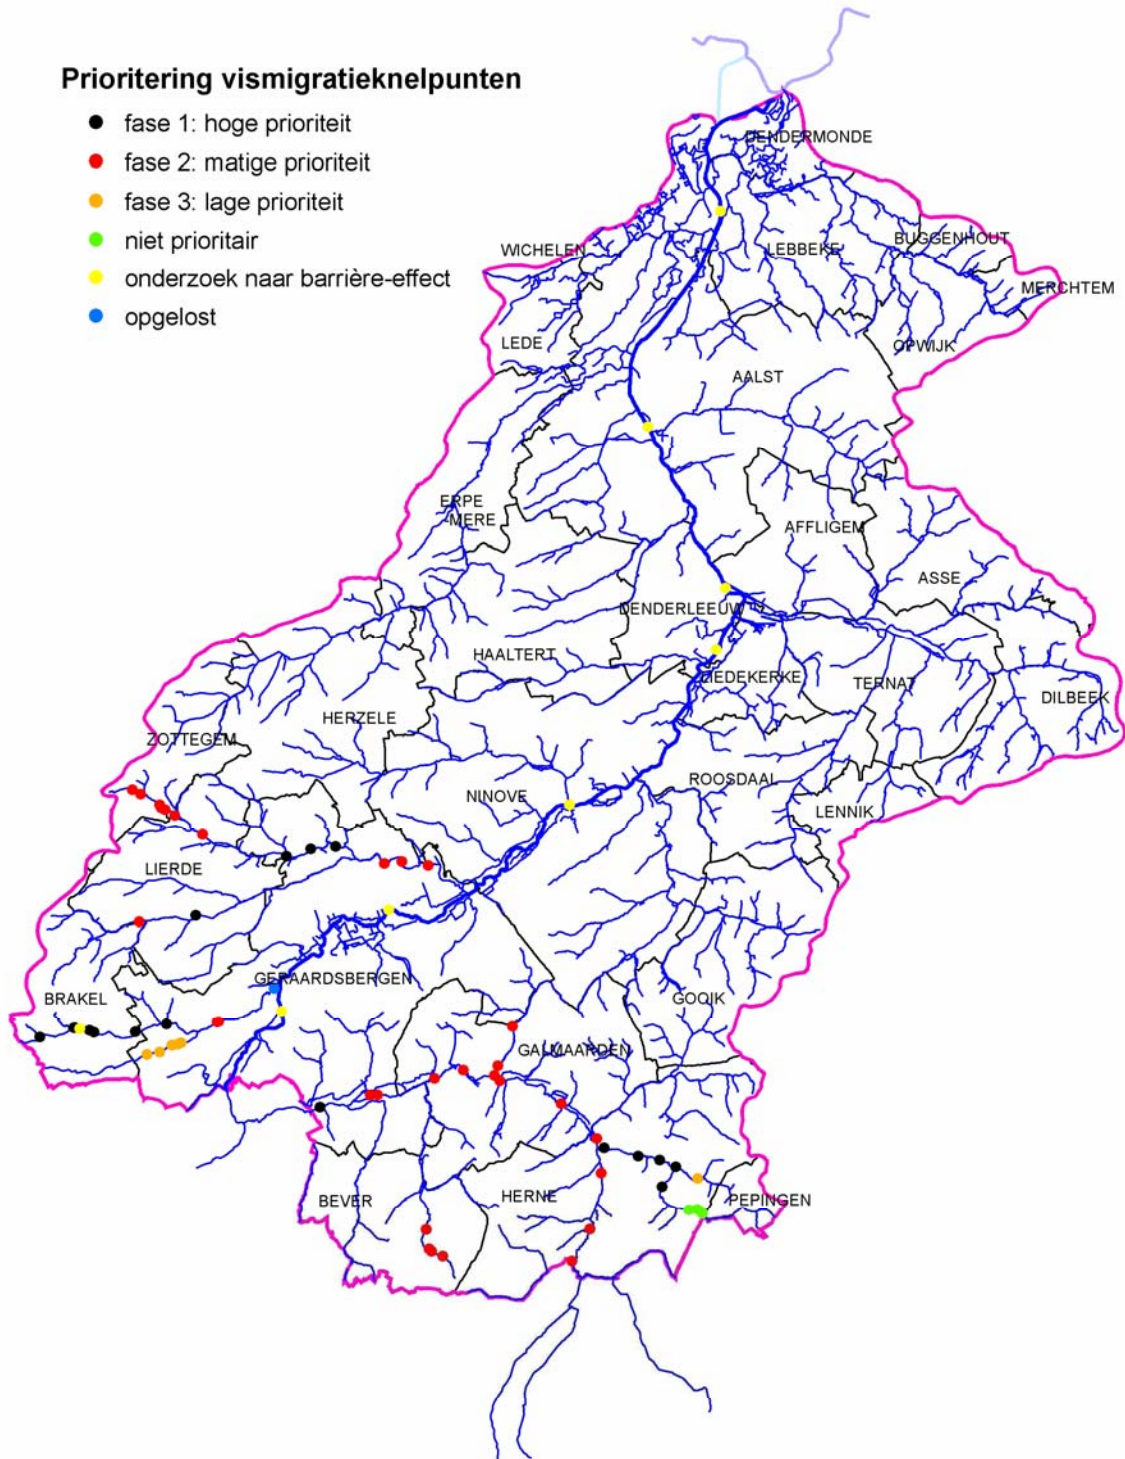 Prioritering vismigratieknelpunten
fase 1: hoge prioriteit
fase 2: matige prioriteit
fase 3: lage prioriteit
niet prioritair
onderzoek naar barrière-effect
opgelost
DENDERMONDE
WICHELEN
LEBBEKE
BUGGENHOUT
MERCHTEM
LEDE
OPWIJK
AALST
ERPE
-MERE
AFFLIGEM
ASSE
DENDERLEEUW
HAALTERT
LIEDEKERKE
TERNAT
DILBEEK
HERZELE
ZOTTEGEM
ROOSDAAL
NINOVE
LENNIK
LIERDE
GERAARDSBERGEN
BRAKEL
GOOIK
GALMAARDEN
BEVER
HERNE
PEPINGEN